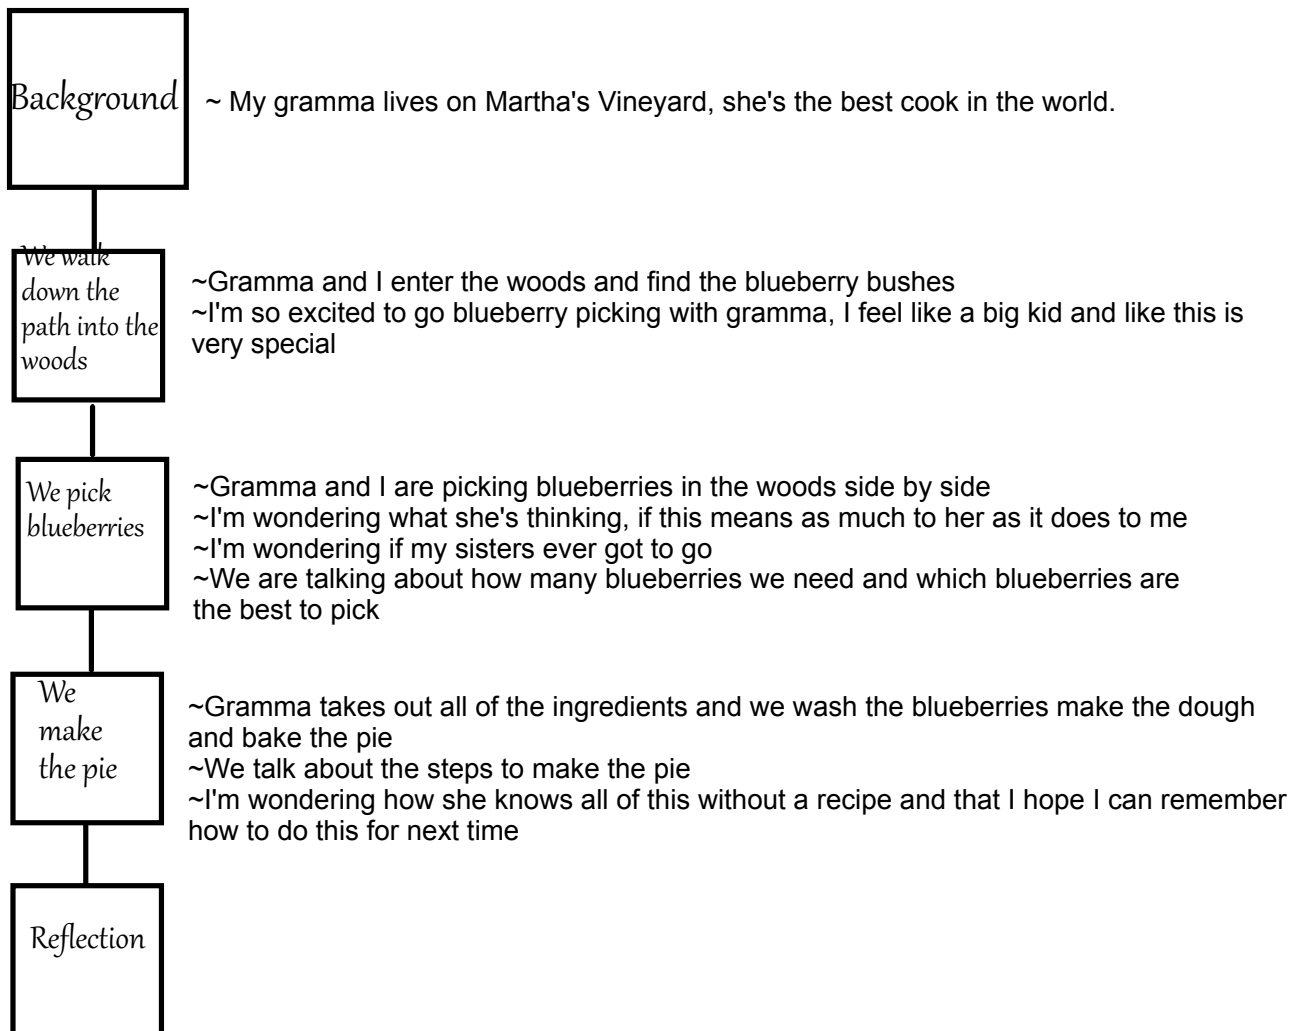 Background
~ My gramma lives on Martha's Vineyard, she's the best cook in the world.
We walk
down the
path into the
woods
~Gramma and I enter the woods and find the blueberry bushes
~I'm so excited to go blueberry picking with gramma, I feel like a big kid and like this is
very special
We pick
blueberries
~Gramma and I are picking blueberries in the woods side by side
~I'm wondering what she's thinking, if this means as much to her as it does to me
~I'm wondering if my sisters ever got to go
~We are talking about how many blueberries we need and which blueberries are
the best to pick
We
make
the pie
~Gramma takes out all of the ingredients and we wash the blueberries make the dough
and bake the pie
~We talk about the steps to make the pie
~I'm wondering how she knows all of this without a recipe and that I hope I can remember
how to do this for next time
Reflection